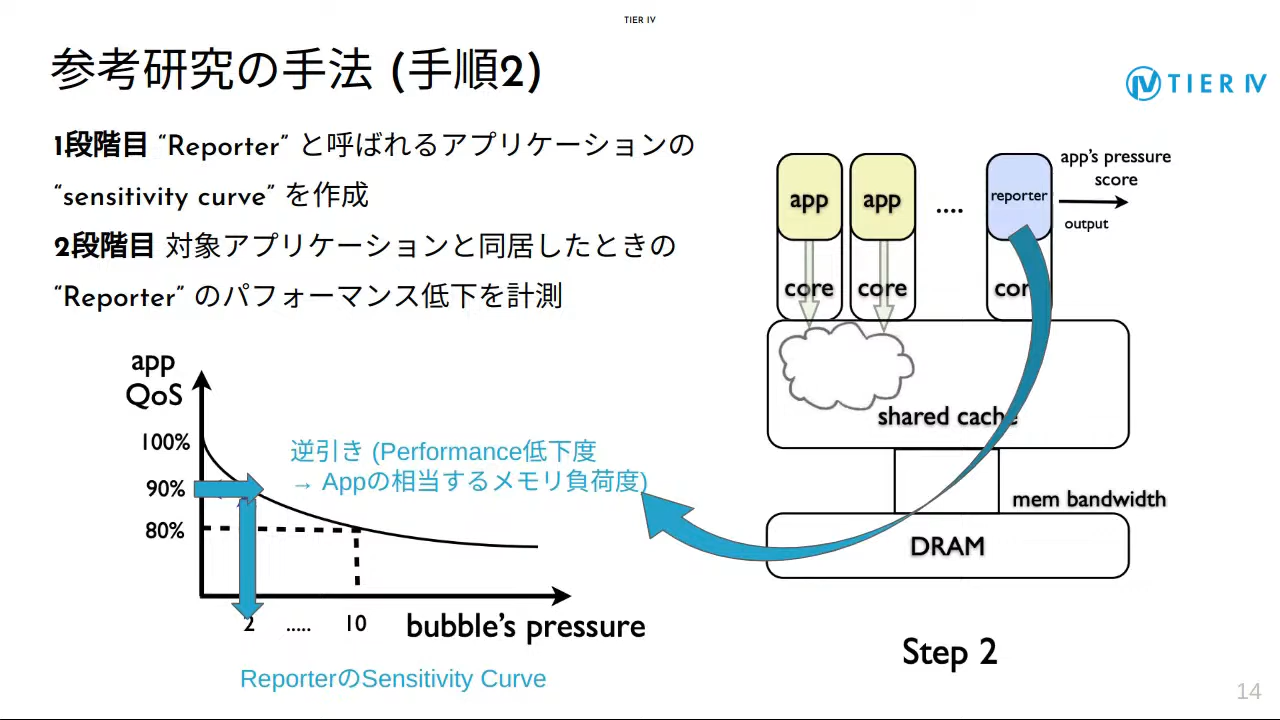 TIER IV
参考研究の手法 (手順2)
TIER IV
1段階目 “Reporter” と呼ばれるアプリケーションの
“sensitivity curve” を作成
2段階目 対象アプリケーションと同居したときの
“Reporter” のパフォーマンス低下を計測
app
QoS
100%
90%
80%
逆引き (Performance低下度
→ Appの相当するメモリ負荷度)
2 ..... 10
bubble’s pressure
ReporterのSensitivity Curve
app app .... reporter
app’s pressure
score
output
core core core
shared cache
mem bandwidth
DRAM
Step 2
14